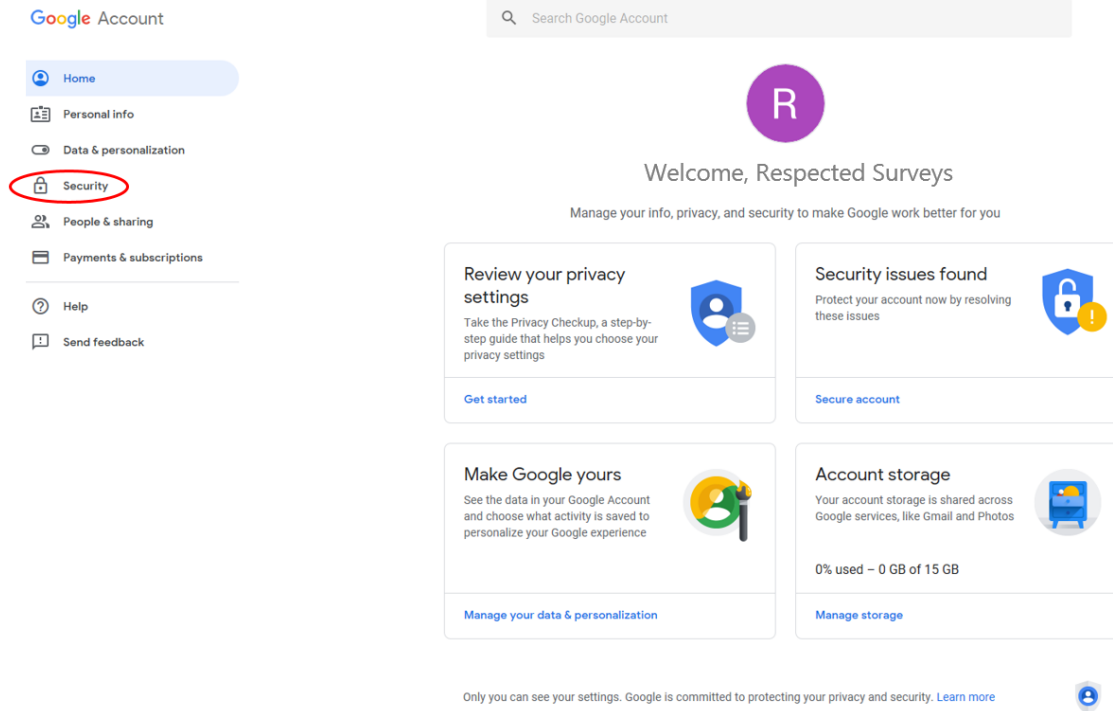 Google Account
Search Google Account
Home
Personal info
Data & personalization
Security
People & sharing
Payments & subscriptions
Help
Send feedback
R
Welcome, Respected Surveys
Manage your info, privacy, and security to make Google work better for you
Review your privacy
settings
Take the Privacy Checkup, a step-by-
step guide that helps you choose your
privacy settings
Get started
Security issues found
Protect your account now by resolving
these issues
Secure account
Make Google yours
See the data in your Google Account
and choose what activity is saved to
personalize your Google experience
Manage your data & personalization
Account storage
Your account storage is shared across
Google services, like Gmail and Photos
0% used – 0 GB of 15 GB
Manage storage
Only you can see your settings. Google is committed to protecting your privacy and security. Learn more